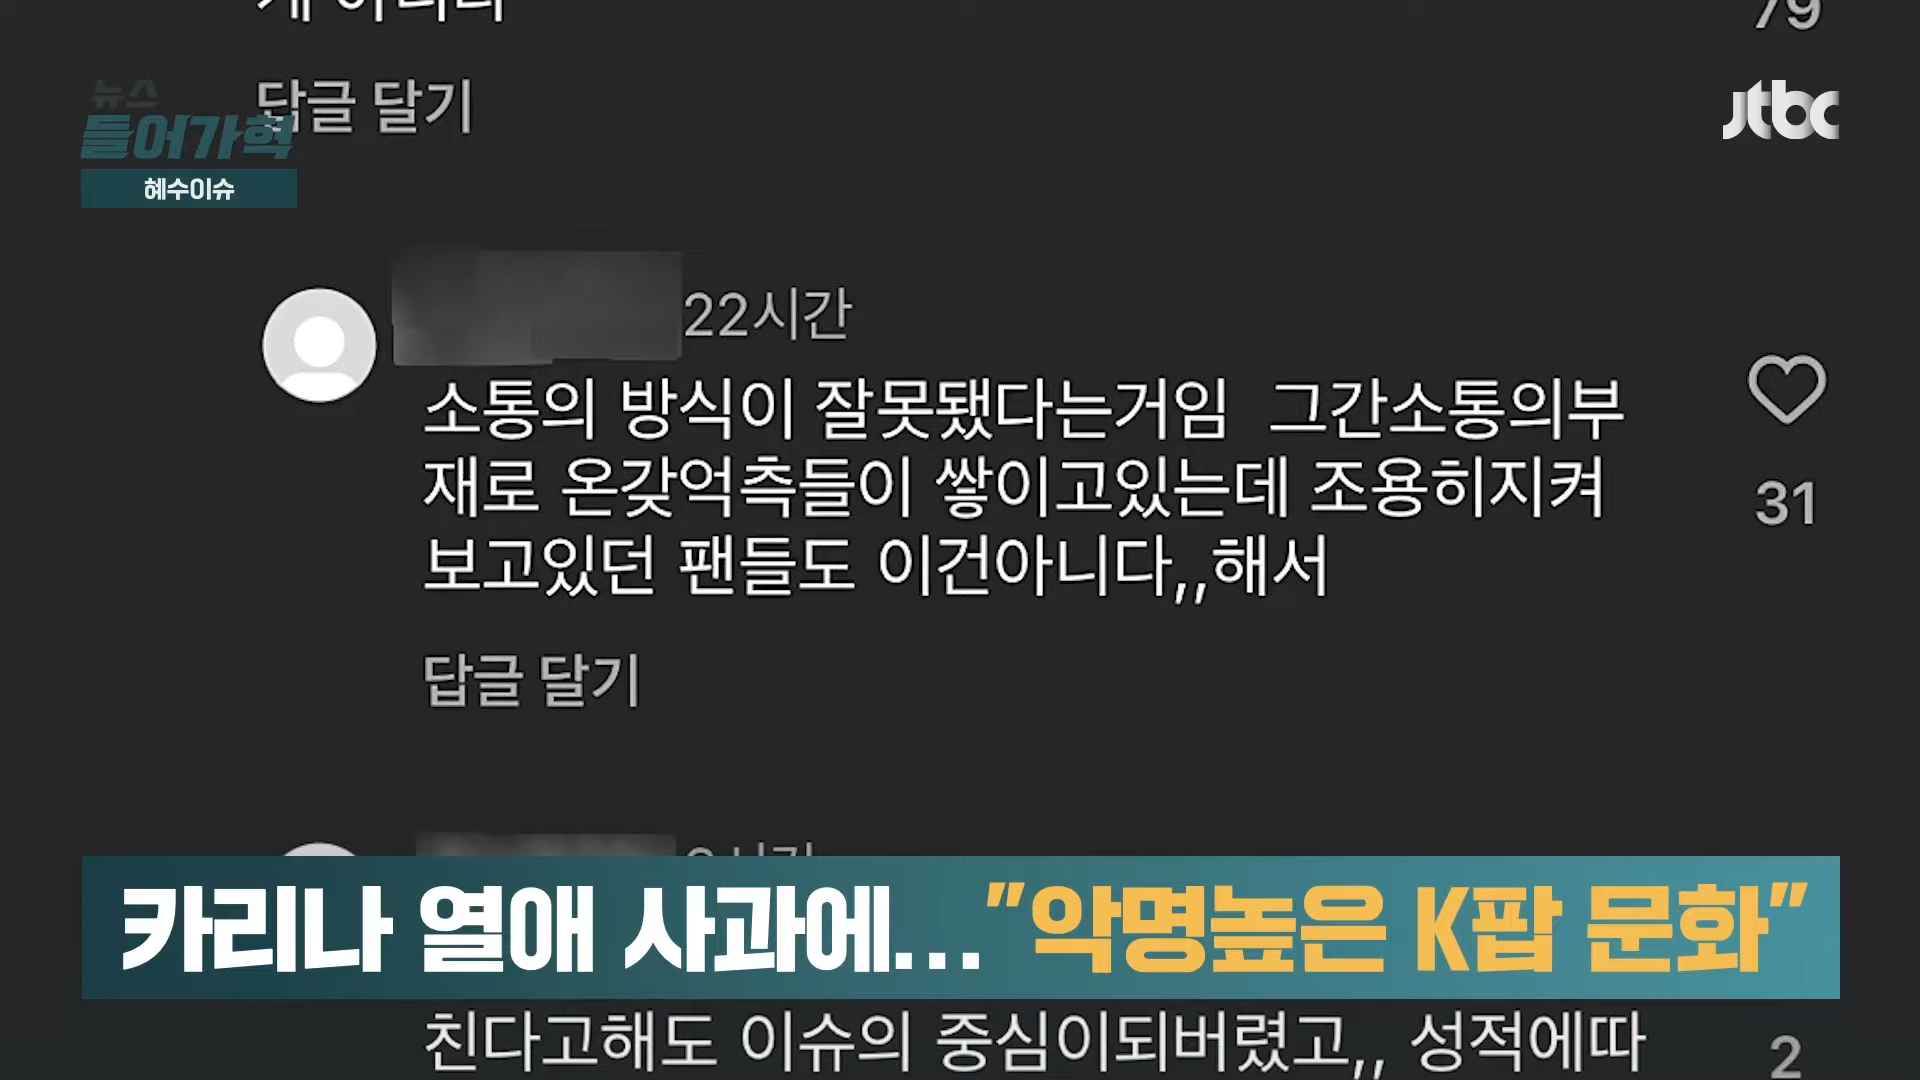 79
답글 달기
뉴스
들어가혁
혜수이슈
jtbc
22시간
소통의 방식이 잘못됐다는거임 그간소통의부
재로 온갖억측들이 쌓이고있는데 조용히지켜
보고있던 팬들도 이건아니다,,해서
31
답글 달기
카리나 열애 사과에..."악명높은 K팝 문화"
친다고해도 이슈의 중심이되버렸고,, 성적에따
2